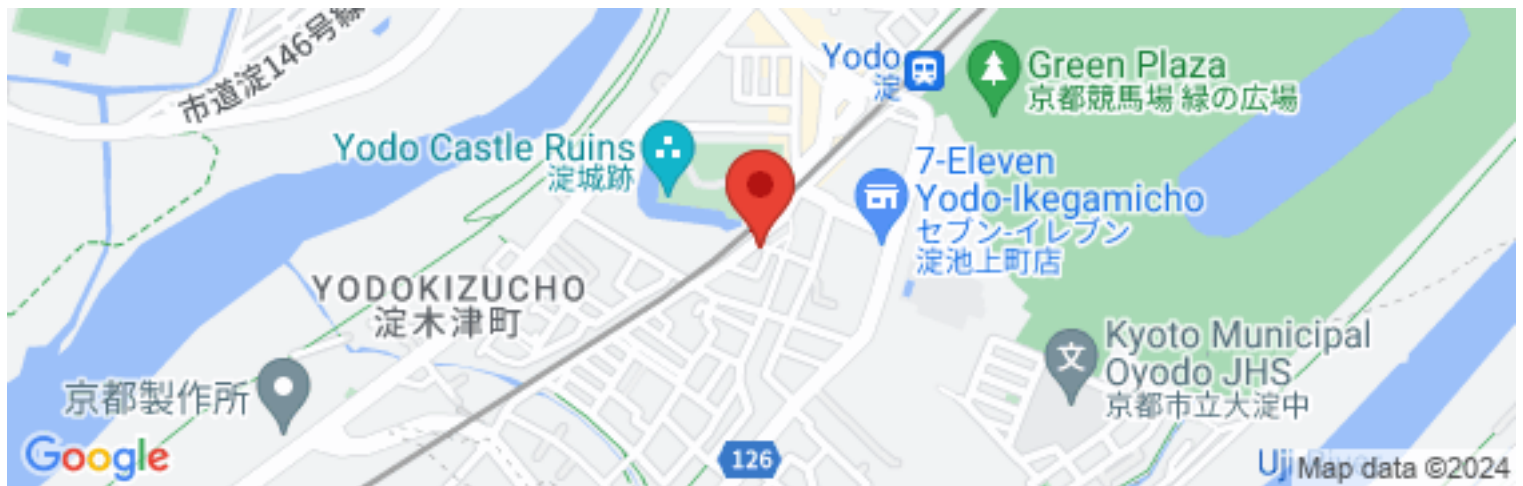 市道淀146号線
Yodo
淀
Green Plaza
京都競馬場 緑の広場
Yodo Castle Ruins
淀城跡
7-Eleven
Yodo-Ikegamicho
セブン-イレブン
淀池上町店
YODOKIZUCHO
淀木津町
Kyoto Municipal
Oyodo JHS
京都市立大淀中
京都製作所
126
Google
Uji
Map data ©2024